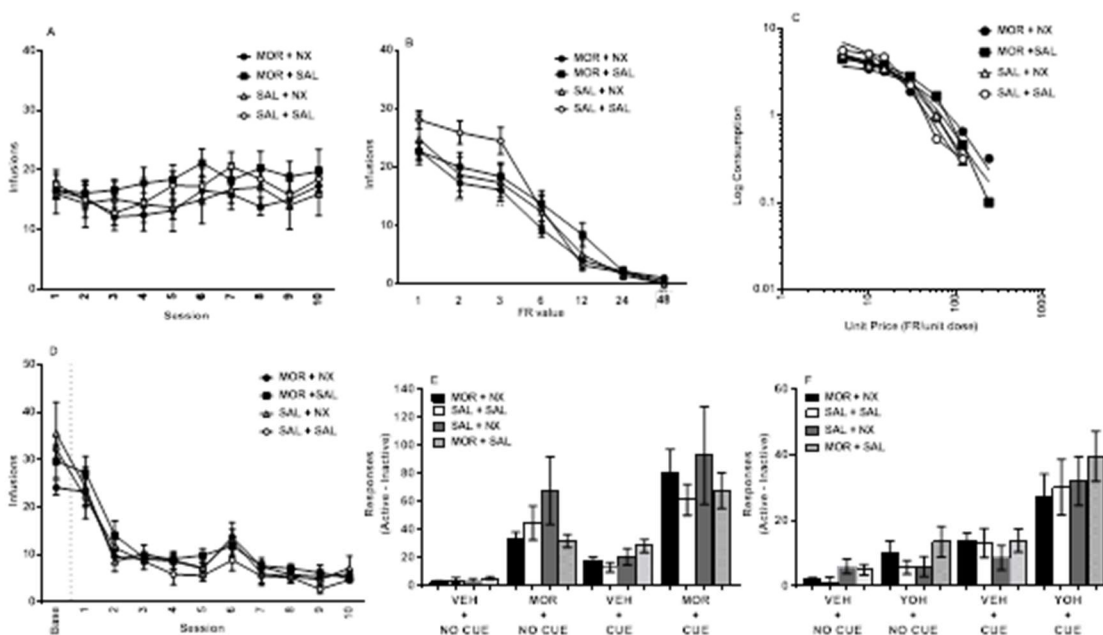 A
MOR + NX
MOR + SAL
SAL + NX
SAL + SAL
Infusions
40
30
20
10
0
1 2 3 4 5 6 7 8 9 10
Session
B
MOR + NX
MOR + SAL
SAL + NX
SAL + SAL
Infusions
40
30
20
10
0
1 2 3 6 12 24 48
FR value
C
MOR + NX
MOR + SAL
SAL + NX
SAL + SAL
Log Consumption
10
1
0.1
0.01
1 10 100 1000
Unit Price (FR/unit dose)
D
MOR + NX
MOR + SAL
SAL + NX
SAL + SAL
Infusions
50
40
30
20
10
0
Base 1 2 3 4 5 6 7 8 9 10
Session
E
MOR + NX
SAL + SAL
SAL + NX
MOR + SAL
Responses
(Active - Inactive)
140
120
100
80
60
40
20
0
VEH MOR VEH MOR
+ + + +
NO CUE NO CUE CUE CUE
F
MOR + NX
SAL + SAL
SAL + NX
MOR + SAL
Responses
(Active - Inactive)
60
40
20
0
VEH YOH VEH YOH
+ + + +
NO CUE NO CUE CUE CUE